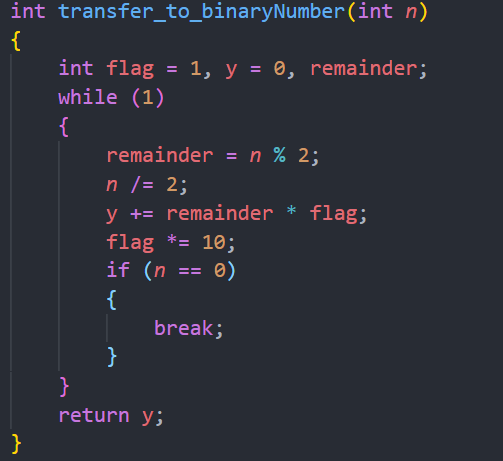 int transfer_to_binaryNumber(int n)
{
    int flag = 1, y = 0, remainder;
    while (1)
    {
        remainder = n % 2;
        n /= 2;
        y += remainder * flag;
        flag *= 10;
        if (n == 0)
        {
            break;
        }
    }
    return y;
}